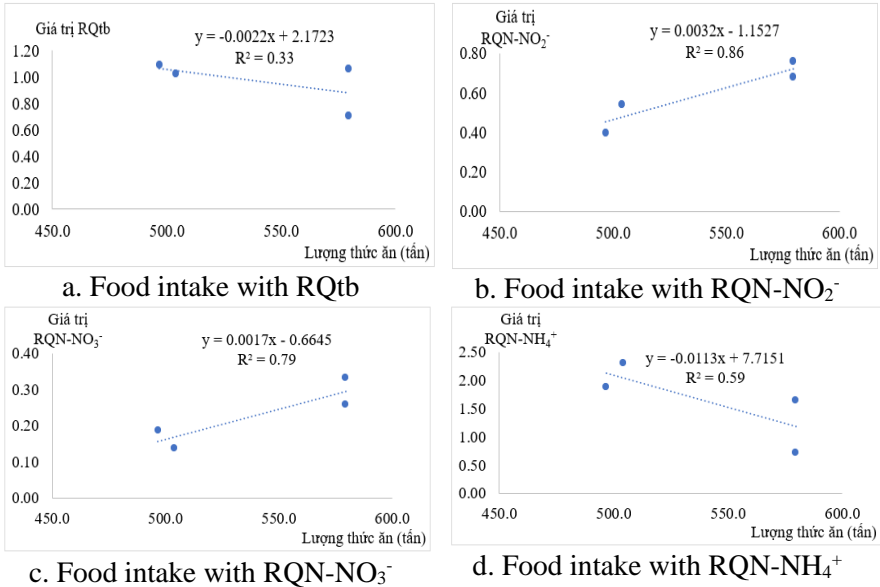 Giá trị RQtb
y = -0.0022x + 2.1723
R² = 0.33
1.20
1.00
0.80
0.60
0.40
0.20
0.00
450.0 500.0 550.0 600.0
Lượng thức ăn (tấn)
a. Food intake with RQtb
Giá trị
RQN-NO₂⁻
y = 0.0032x - 1.1527
R² = 0.86
0.80
0.60
0.40
0.20
0.00
450.0 500.0 550.0 600.0
Lượng thức ăn (tấn)
b. Food intake with RQN-NO₂⁻
Giá trị
RQN-NO₃⁻
y = 0.0017x - 0.6645
R² = 0.79
0.40
0.30
0.20
0.10
0.00
450.0 500.0 550.0 600.0
Lượng thức ăn (tấn)
c. Food intake with RQN-NO₃⁻
Giá trị
RQN-NH₄⁺
y = -0.0113x + 7.7151
R² = 0.59
2.50
2.00
1.50
1.00
0.50
0.00
450.0 500.0 550.0 600.0
Lượng thức ăn (tấn)
d. Food intake with RQN-NH₄⁺